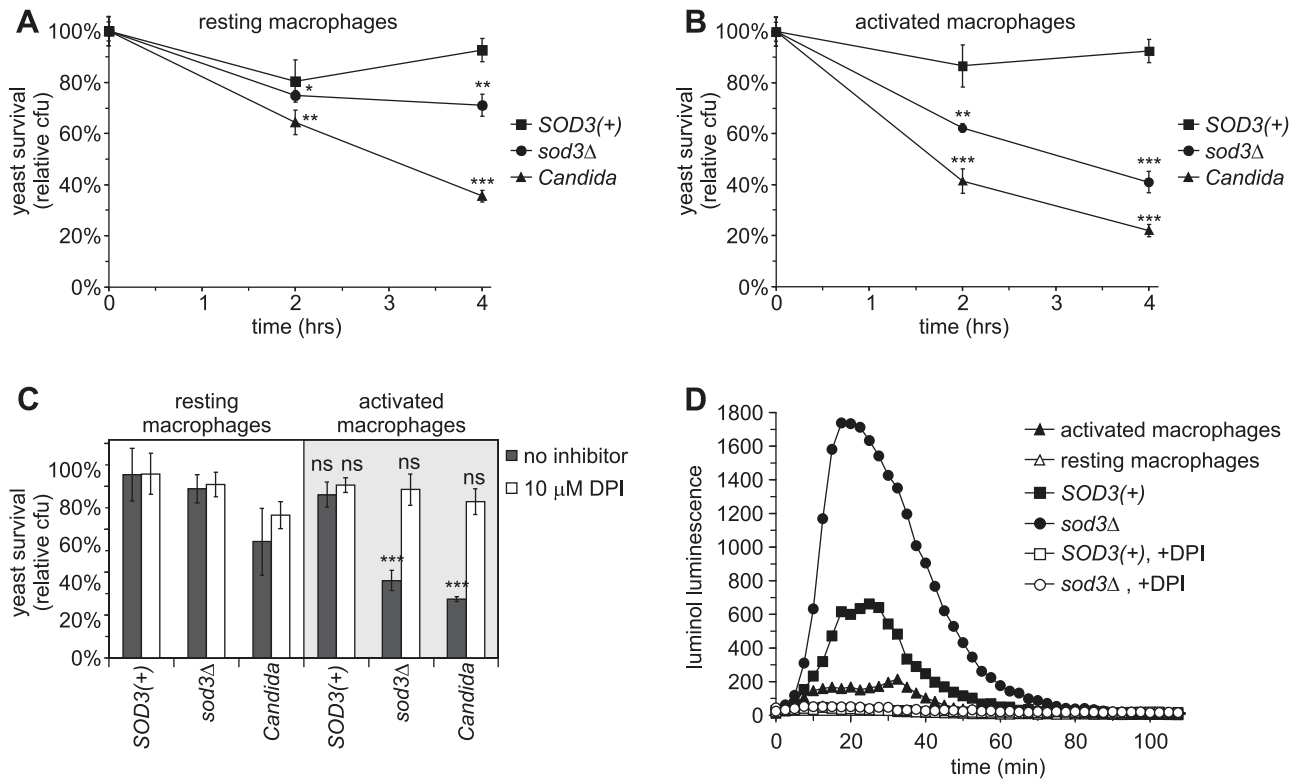 A
resting macrophages
100%
80%
60%
40%
20%
0%
yeast survival
(relative cfu)
*
**
**
***
0 1 2 3 4
time (hrs)
SOD3(+)
sod3Δ
Candida
B
activated macrophages
100%
80%
60%
40%
20%
0%
yeast survival
(relative cfu)
**
***
***
***
0 1 2 3 4
time (hrs)
SOD3(+)
sod3Δ
Candida
C
resting
macrophages
activated
macrophages
100%
80%
60%
40%
20%
0%
yeast survival
(relative cfu)
ns ns ns ns
*** ***
no inhibitor
10 µM DPI
SOD3(+)
sod3Δ
Candida
SOD3(+)
sod3Δ
Candida
D
1800
1600
1400
1200
1000
800
600
400
200
0
luminol luminescence
activated macrophages
resting macrophages
SOD3(+)
sod3Δ
SOD3(+), +DPI
sod3Δ , +DPI
0 20 40 60 80 100
time (min)